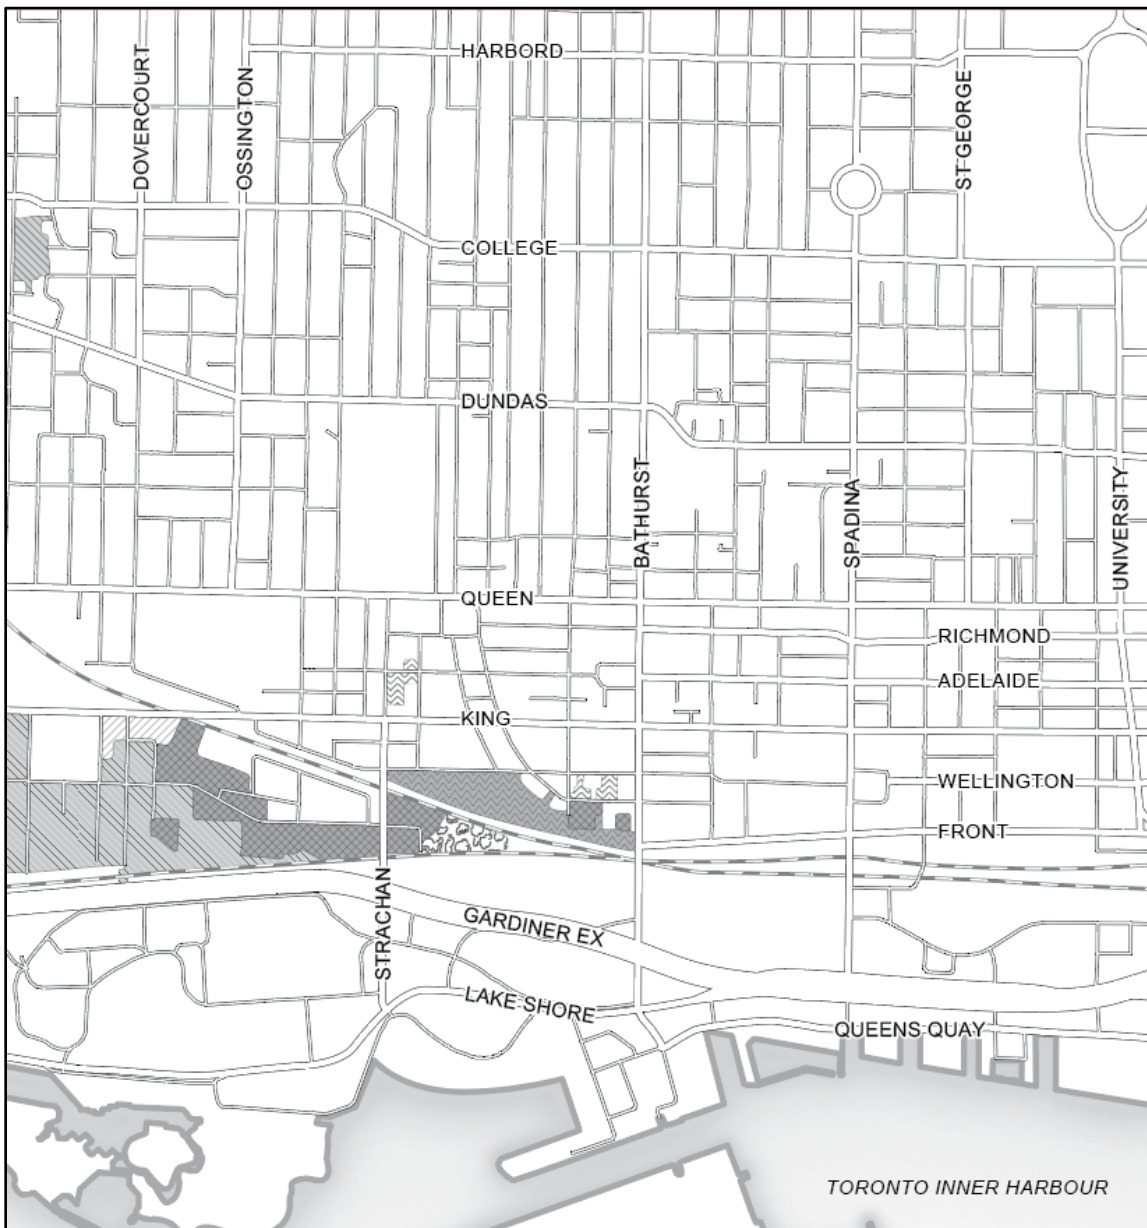 HARBORD
DOVERCOURT
OSSINGTON
ST GEORGE
COLLEGE
DUNDAS
BATHURST
SPADINA
UNIVERSITY
QUEEN
RICHMOND
ADELAIDE
KING
WELLINGTON
FRONT
STRACHAN
GARDINER EX
LAKE SHORE
QUEENS QUAY
TORONTO INNER HARBOUR